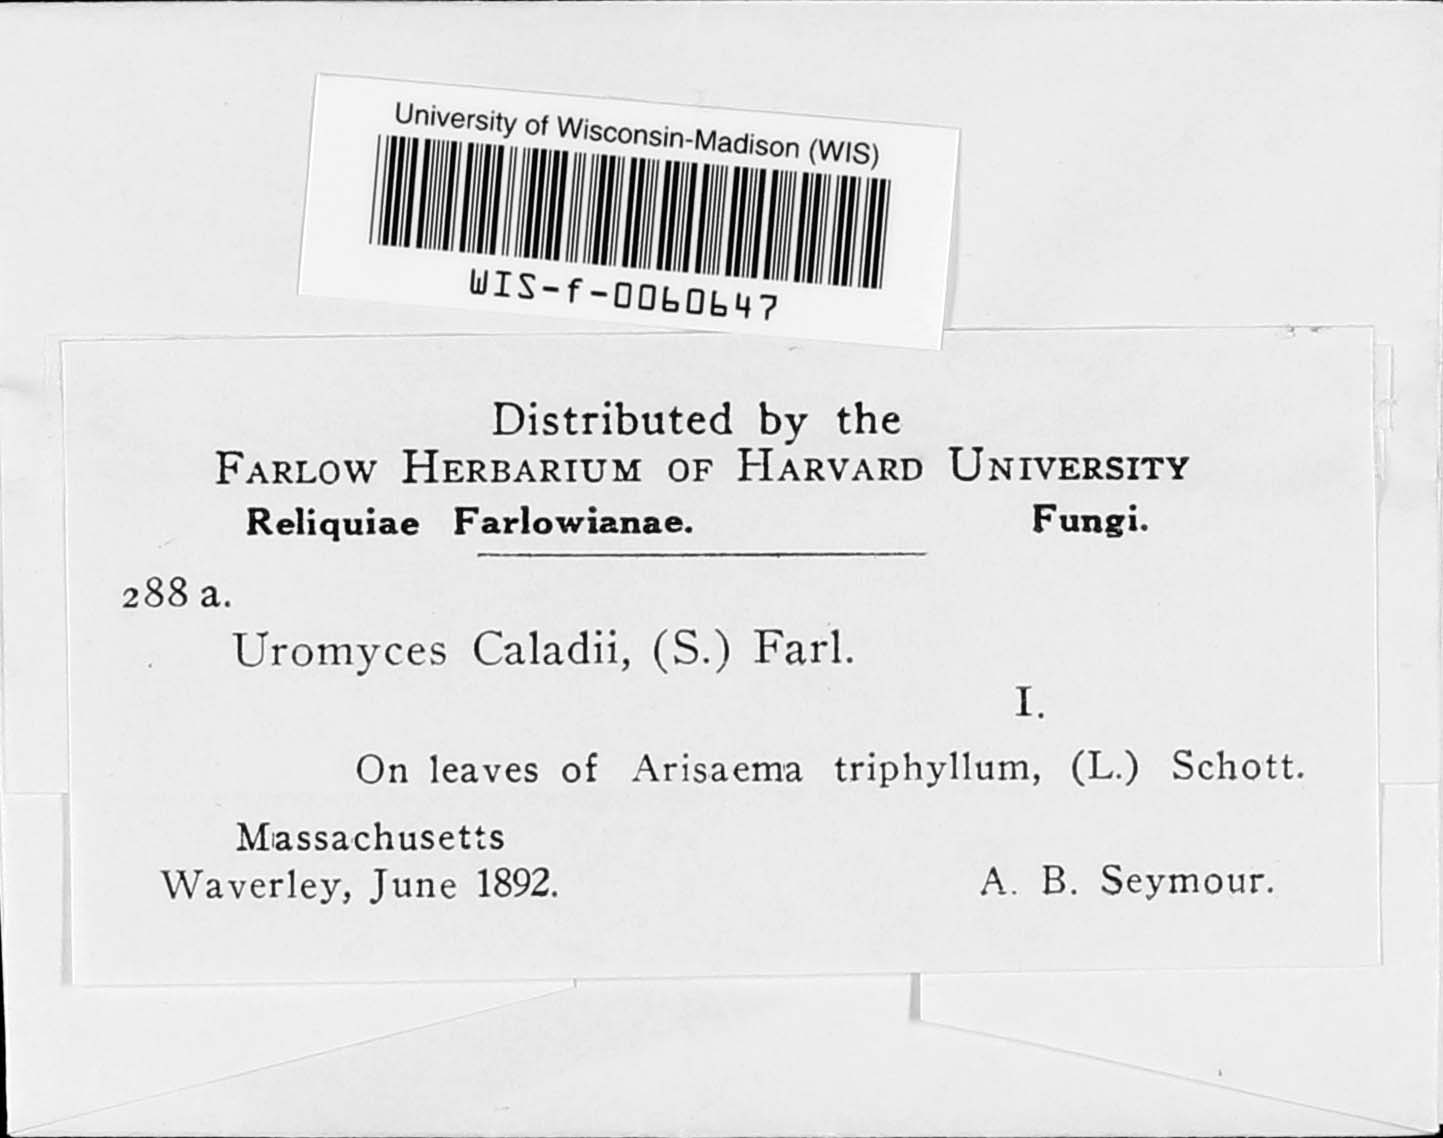 University of Wisconsin-Madison (WIS)
WIS-f-0060647
Distributed by the
FARLOW HERBARIUM OF HARVARD UNIVERSITY
Reliquiae Farlowianae. Fungi.
288 a.
Uromyces Caladii, (S.) Farl.
I.
On leaves of Arisaema triphyllum, (L.) Schott.
Massachusetts
Waverley, June 1892. A. B. Seymour.